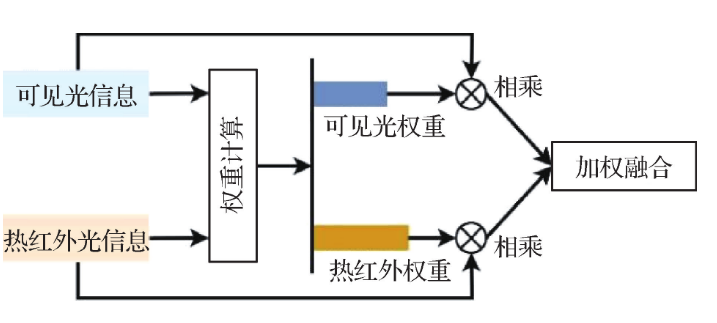 可见光信息
权重计算
可见光权重
相乘
加权融合
热红外光信息
热红外权重
相乘